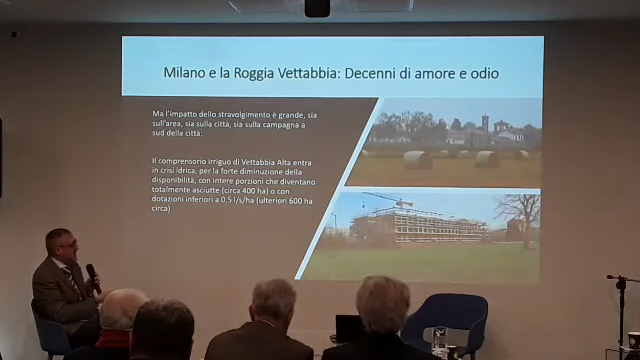 Milano e la Roggia Vettabbia: Decenni di amore e odio
Ma l'impatto dello stravolgimento è grande, sia
sull'area, sia sulla città, sia sulla campagna a
sud della città:
Il comprensorio irriguo di Vettabbia Alta entra
in crisi idrica, per la forte diminuzione della
disponibilità, con intere porzioni che diventano
totalmente asciutte (circa 400 ha) o con
dotazioni inferiori a 0,5 l/s/ha (ulteriori 600 ha
circa)